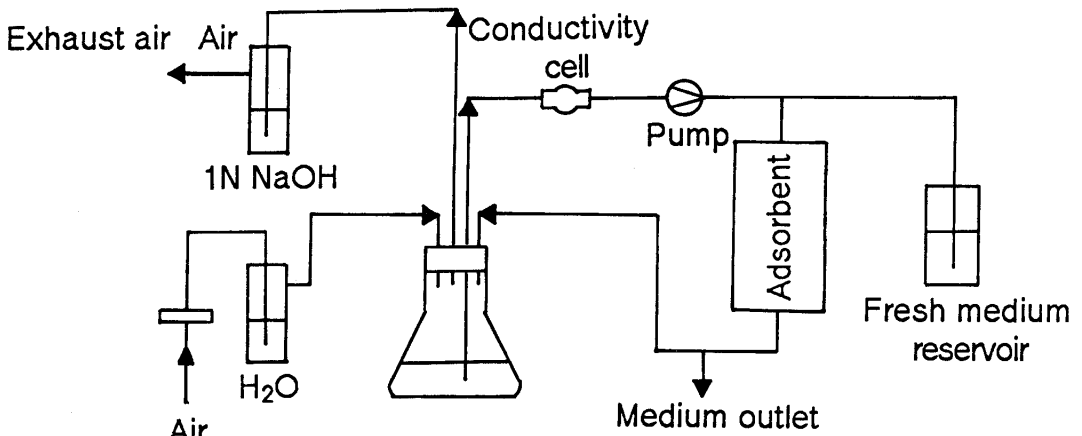 Exhaust air Air
Conductivity
cell
Pump
1N NaOH
Adsorbent
Fresh medium
reservoir
H₂O
Medium outlet
Air